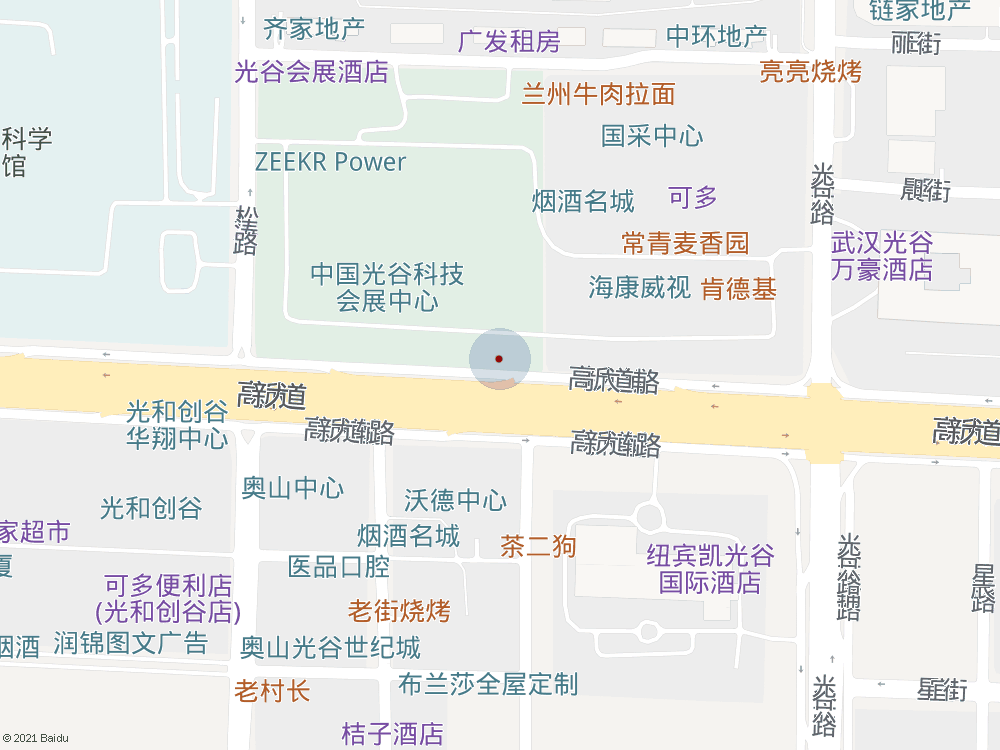 链家地产
齐家地产
广发租房
中环地产
光谷会展酒店
亮亮烧烤
兰州牛肉拉面
科学
馆
国采中心
ZEEKR Power
烟酒名城
可多
松涛路
常青麦香园
武汉光谷
万豪酒店
中国光谷科技
会展中心
海康威视
肯德基
光和创谷
华翔中心
奥山中心
光和创谷
沃德中心
家超市
烟酒名城
茶二狗
医品口腔
纽宾凯光谷
国际酒店
厦
可多便利店
(光和创谷店)
老街烧烤
烟酒
润锦图文广告
奥山光谷世纪城
老村长
布兰莎全屋定制
桔子酒店
© 2021 Baidu